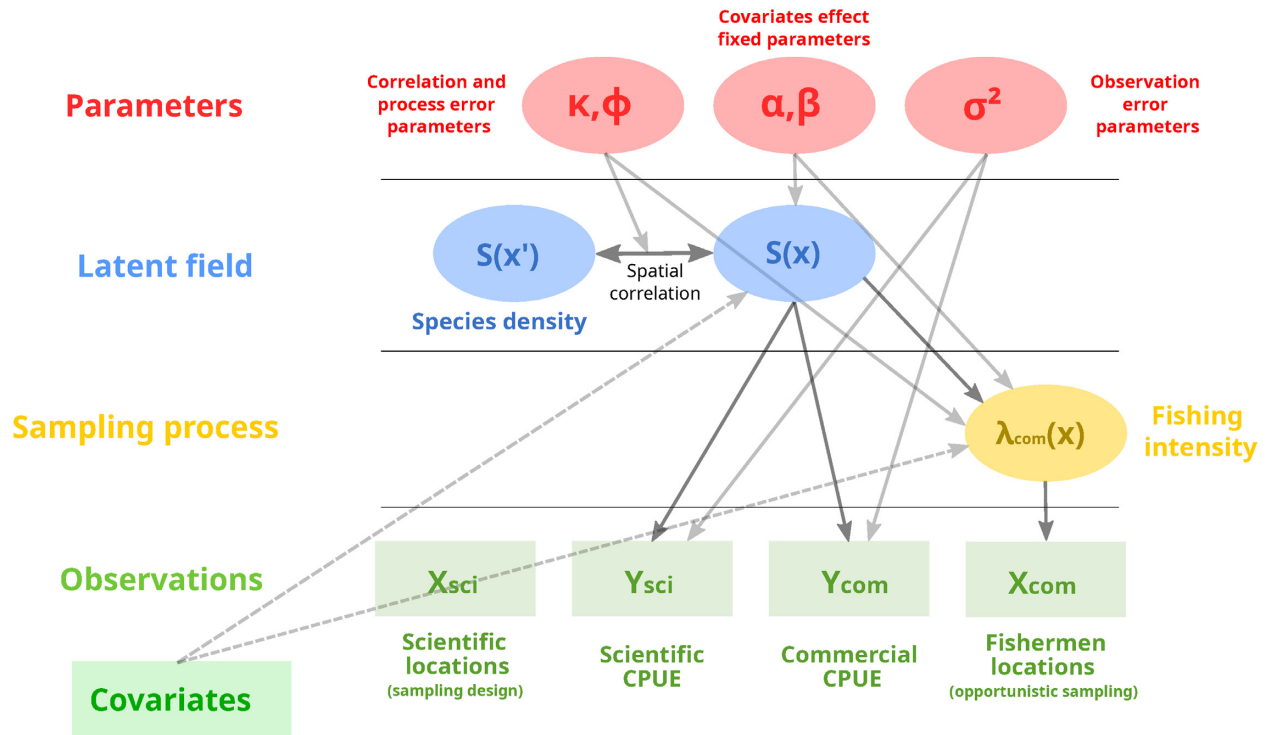 Covariates effect
fixed parameters
Parameters
Correlation and
process error
parameters
κ,ϕ
α,β
σ²
Observation
error
parameters
Latent field
S(x')
S(x)
Spatial
correlation
Species density
Sampling process
λcom(x)
Fishing
intensity
Observations
Xsci
Ysci
Ycom
Xcom
Scientific
locations
(sampling design)
Scientific
CPUE
Commercial
CPUE
Fishermen
locations
(opportunistic sampling)
Covariates